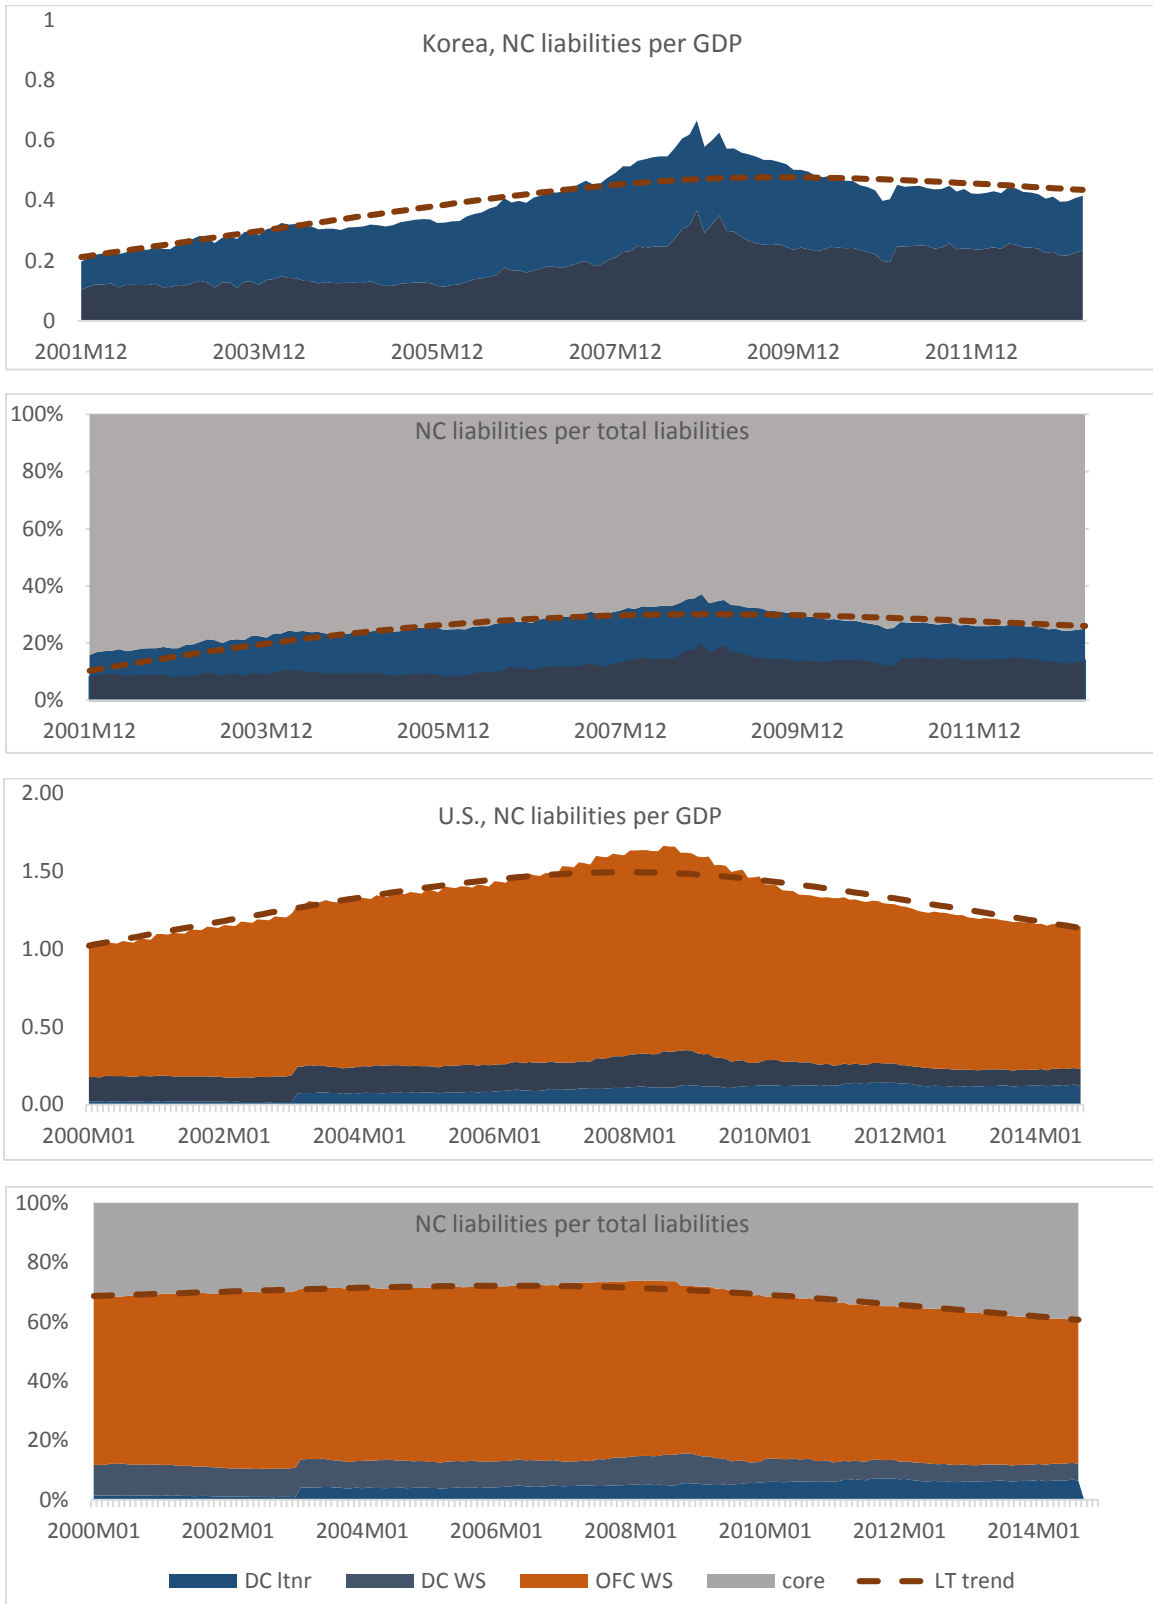 1
Korea, NC liabilities per GDP
0.8
0.6
0.4
0.2
0
2001M12 2003M12 2005M12 2007M12 2009M12 2011M12
100%
NC liabilities per total liabilities
80%
60%
40%
20%
0%
2001M12 2003M12 2005M12 2007M12 2009M12 2011M12
2.00
U.S., NC liabilities per GDP
1.50
1.00
0.50
0.00
2000M01 2002M01 2004M01 2006M01 2008M01 2010M01 2012M01 2014M01
100%
NC liabilities per total liabilities
80%
60%
40%
20%
0%
2000M01 2002M01 2004M01 2006M01 2008M01 2010M01 2012M01 2014M01
DC ltnr DC WS OFC WS core LT trend